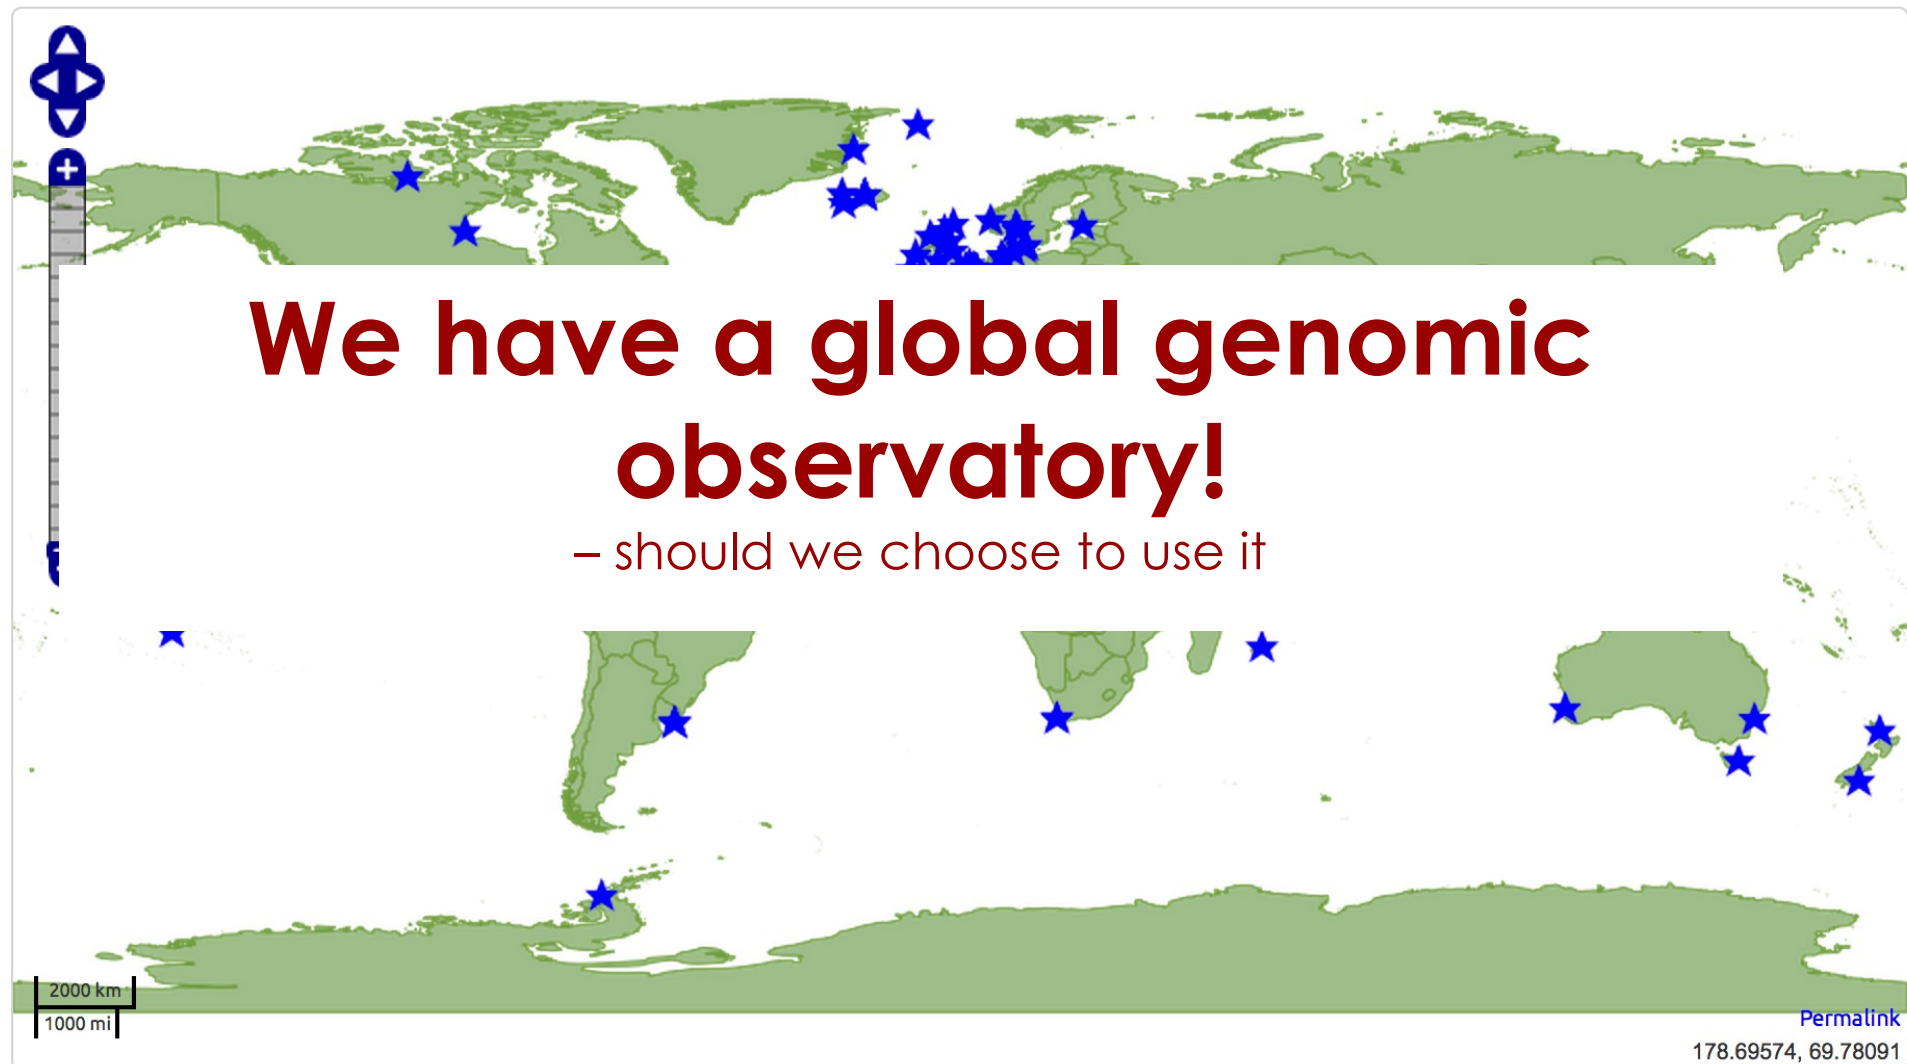 We have a global genomic
observatory!
– should we choose to use it
2000 km
1000 mi
Permalink
178.69574, 69.78091